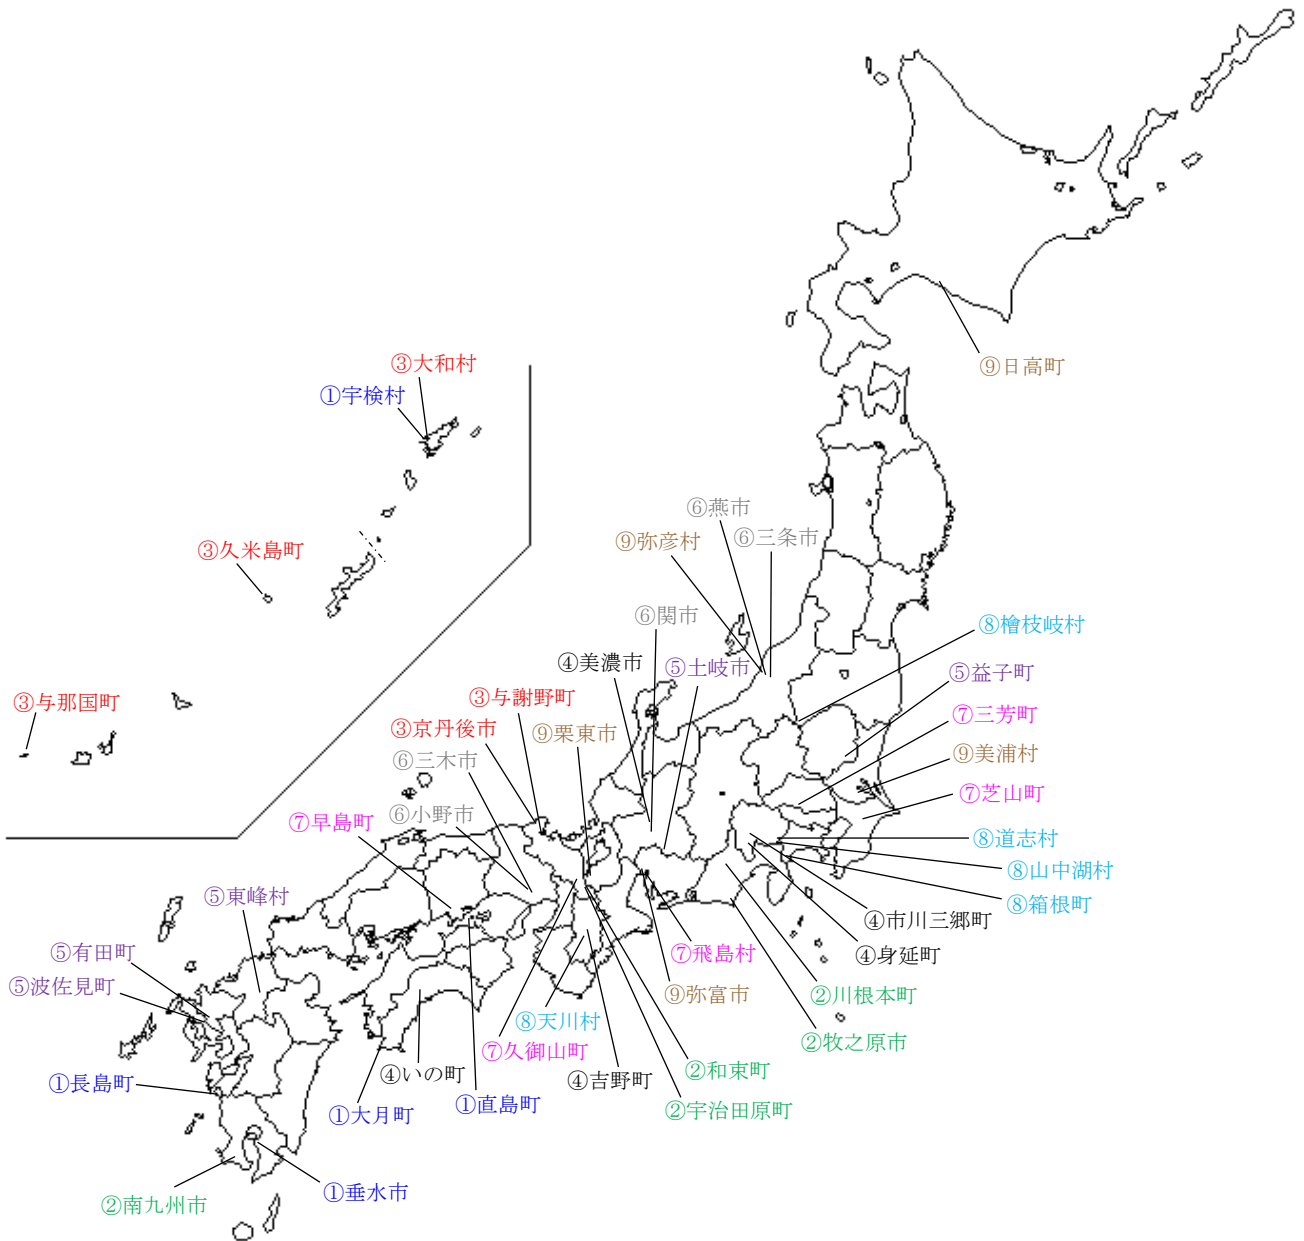 ③大和村
①宇検村
⑨日高町
⑥燕市
⑥三条市
⑨弥彦村
③久米島町
⑥関市
⑧檜枝岐村
④美濃市
⑤土岐市
⑤益子町
③与那国町
③与謝野町
⑦三芳町
③京丹後市
⑨栗東市
⑨美浦村
⑥三木市
⑦芝山町
⑥小野市
⑦早島町
⑧道志村
⑧山中湖村
⑤東峰村
⑧箱根町
④市川三郷町
⑤有田町
⑦飛島村
④身延町
⑤波佐見町
⑨弥富市
②川根本町
⑧天川村
②牧之原市
⑦久御山町
②和束町
④いの町
④吉野町
①長島町
①直島町
②宇治田原町
①大月町
①垂水市
②南九州市